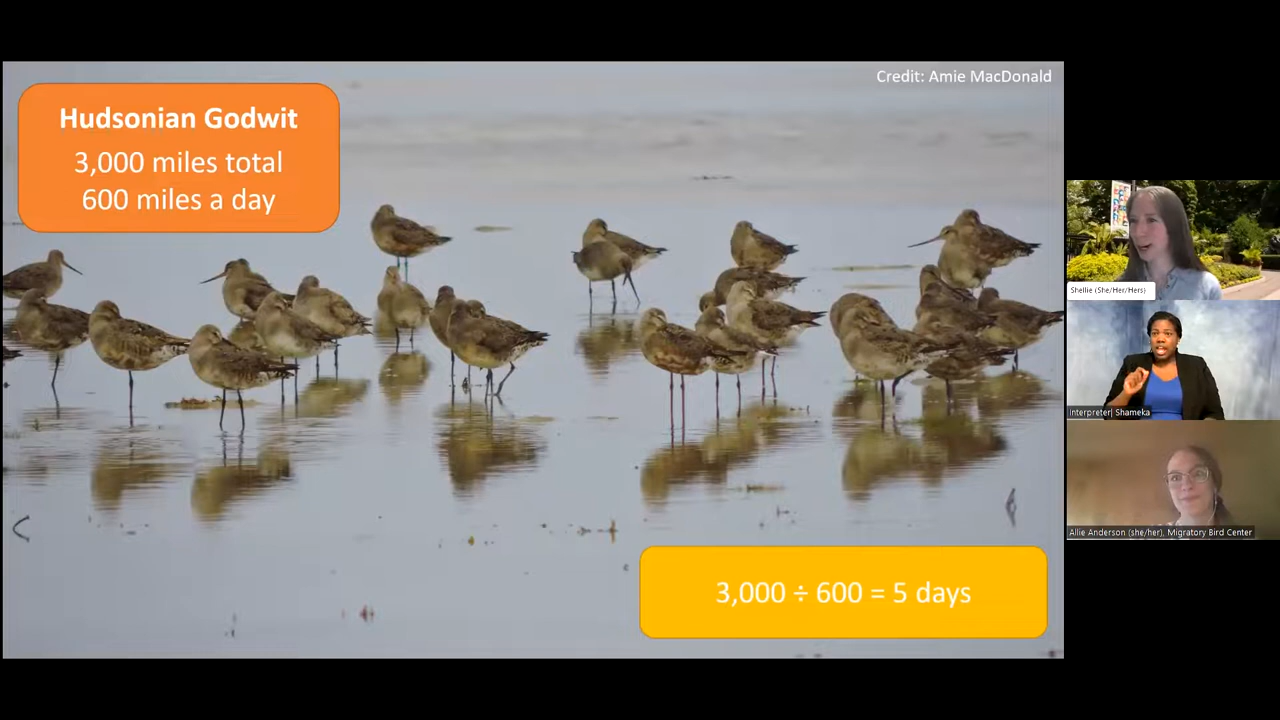 Credit: Amie MacDonald
Hudsonian Godwit
3,000 miles total
600 miles a day
3,000 ÷ 600 = 5 days
Shellie (She/Her/Hers)
interpreter| Shameka
Allie Anderson (she/her), Migratory Bird Center